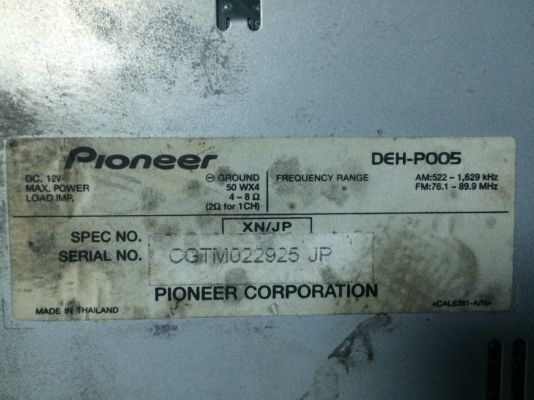 Pioneer DEH-P005
DC. 12V ⊖ GROUND
MAX. POWER 50 WX4
LOAD IMP. 4 – 8 Ω
(2Ω for 1CH)
FREQUENCY RANGE AM:522 – 1,629 kHz
FM:76.1 – 89.9 MHz
SPEC NO. XN/JP
SERIAL NO. CGTM022925 JP
PIONEER CORPORATION
MADE IN THAILAND